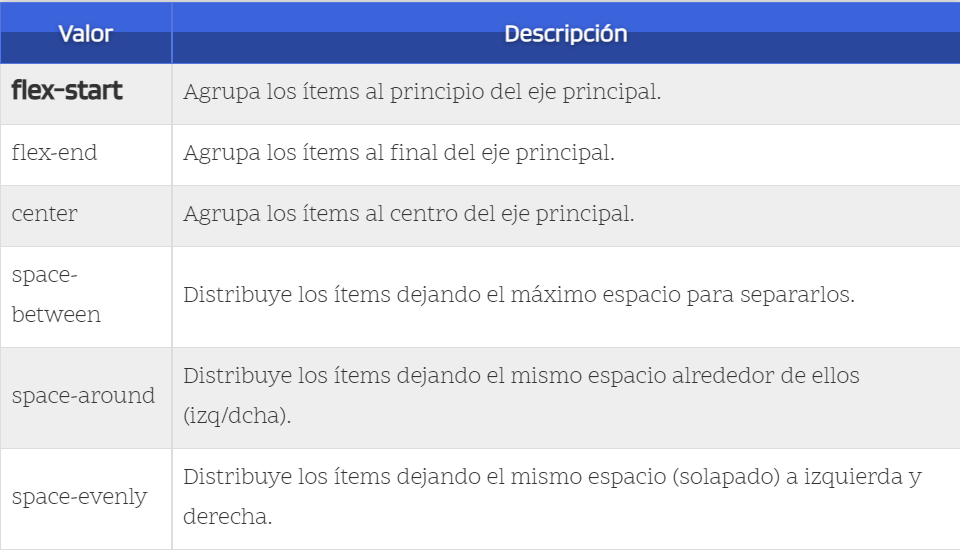 Valor Descripción
flex-start Agrupa los ítems al principio del eje principal.
flex-end Agrupa los ítems al final del eje principal.
center Agrupa los ítems al centro del eje principal.
space-
between
Distribuye los ítems dejando el máximo espacio para separarlos.
space-around
Distribuye los ítems dejando el mismo espacio alrededor de ellos
(izq/dcha).
space-evenly
Distribuye los ítems dejando el mismo espacio (solapado) a izquierda y
derecha.